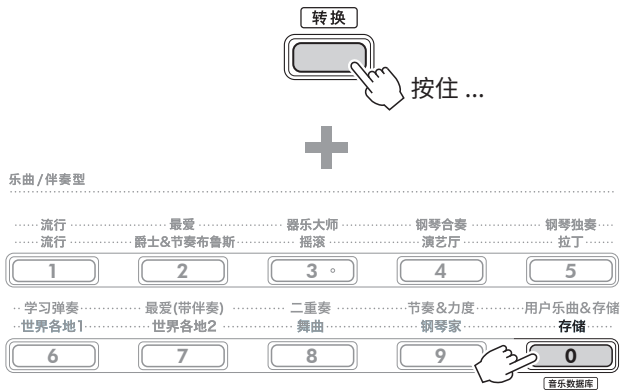 转换
按住 ...
+
乐曲/伴奏型
流行 最爱 器乐大师 钢琴合奏 钢琴独奏
流行 爵士&节奏布鲁斯 摇滚 演艺厅 拉丁
1 2 3 4 5
学习弹奏 最爱(带伴奏) 二重奏 节奏&力度 用户乐曲&存储
世界各地1 世界各地2 舞曲 钢琴家 存储
6 7 8 9 0
音乐数据库